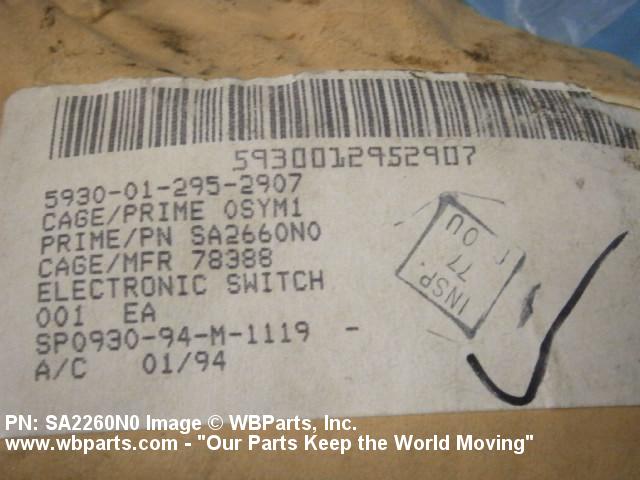 5930012952907
5930-01-295-2907
CAGE/PRIME 0SYM1
PRIME/PN SA2660N0
CAGE/MFR 78388
ELECTRONIC SWITCH
001 EA
SP0930-94-M-1119 -
A/C 01/94
INSP.
77
OU
PN: SA2260N0 Image © WBParts, Inc.
www.wbparts.com - "Our Parts Keep the World Moving"